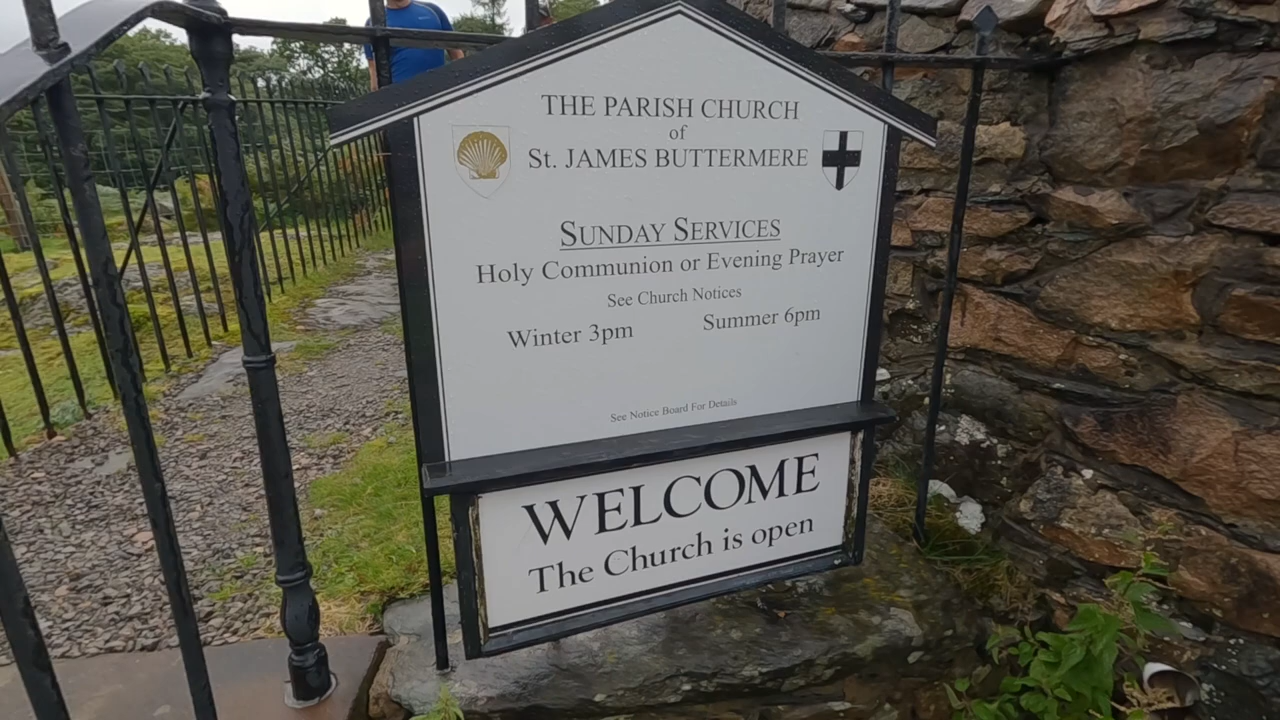 THE PARISH CHURCH
of
St. JAMES BUTTERMERE
SUNDAY SERVICES
Holy Communion or Evening Prayer
See Church Notices
Winter 3pm Summer 6pm
See Notice Board For Details
WELCOME
The Church is open